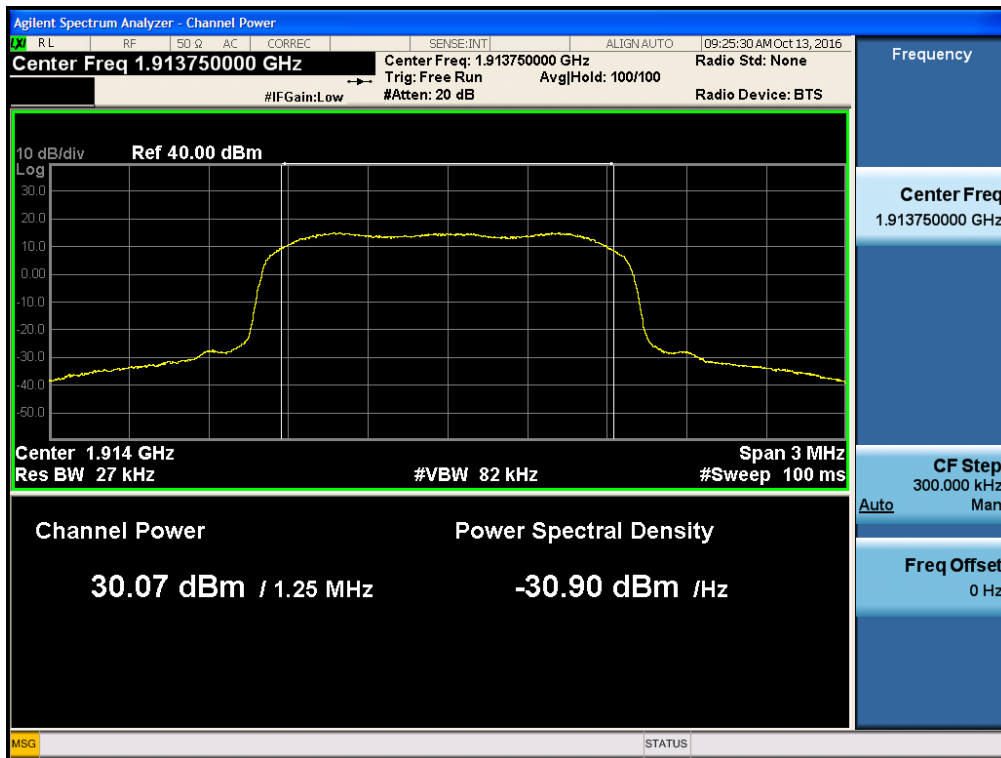 Agilent Spectrum Analyzer - Channel Power
LXI RL RF 50 Ω AC CORREC SENSE:INT ALIGN AUTO 09:25:30 AM Oct 13, 2016
Center Freq 1.913750000 GHz
Center Freq: 1.913750000 GHz
Radio Std: None
Trig: Free Run Avg|Hold: 100/100
#IFGain:Low
#Atten: 20 dB
Radio Device: BTS
Frequency
10 dB/div Ref 40.00 dBm
Log
30.0
20.0
10.0
0.00
-10.0
-20.0
-30.0
-40.0
-50.0
Center 1.914 GHz Span 3 MHz
Res BW 27 kHz #VBW 82 kHz #Sweep 100 ms
Channel Power Power Spectral Density
30.07 dBm / 1.25 MHz -30.90 dBm /Hz
Center Freq
1.913750000 GHz
CF Step
300.000 kHz
Auto Man
Freq Offset
0 Hz
MSG STATUS